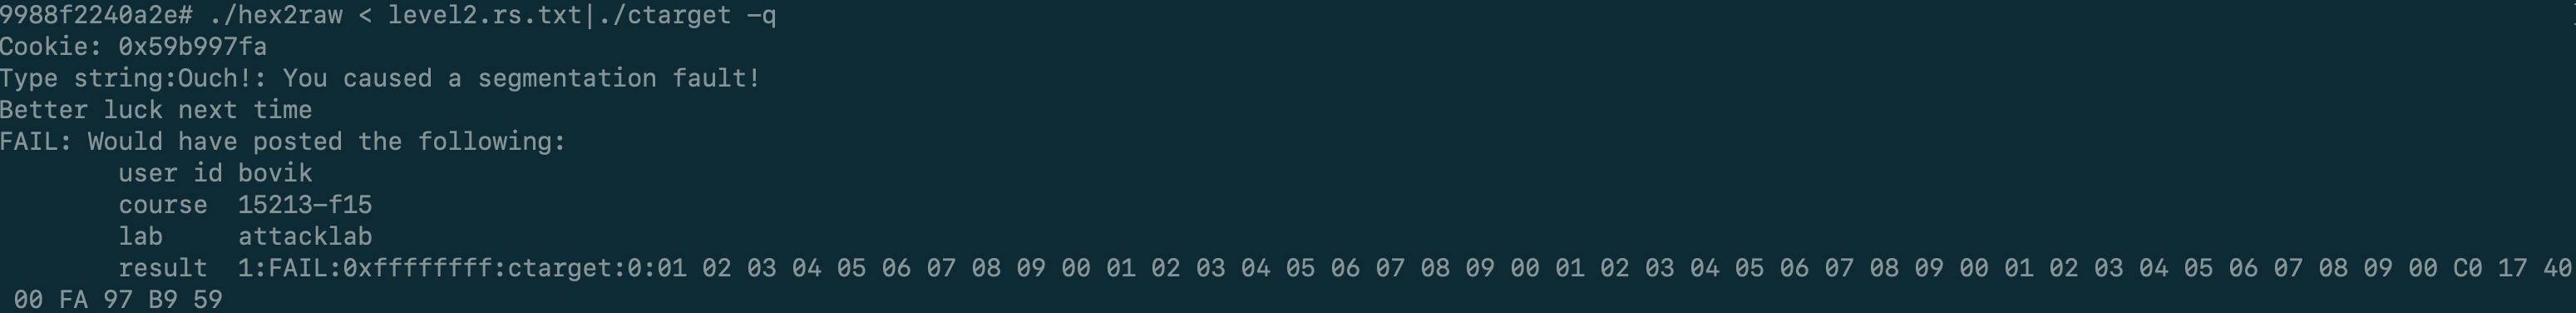 9988f2240a2e# ./hex2raw < level2.rs.txt|./ctarget -q
Cookie: 0x59b997fa
Type string:Ouch!: You caused a segmentation fault!
Better luck next time
FAIL: Would have posted the following:
        user id bovik
        course  15213-f15
        lab     attacklab
        result  1:FAIL:0xffffffff:ctarget:0:01 02 03 04 05 06 07 08 09 00 01 02 03 04 05 06 07 08 09 00 01 02 03 04 05 06 07 08 09 00 01 02 03 04 05 06 07 08 09 00 C0 17 40
 00 FA 97 B9 59